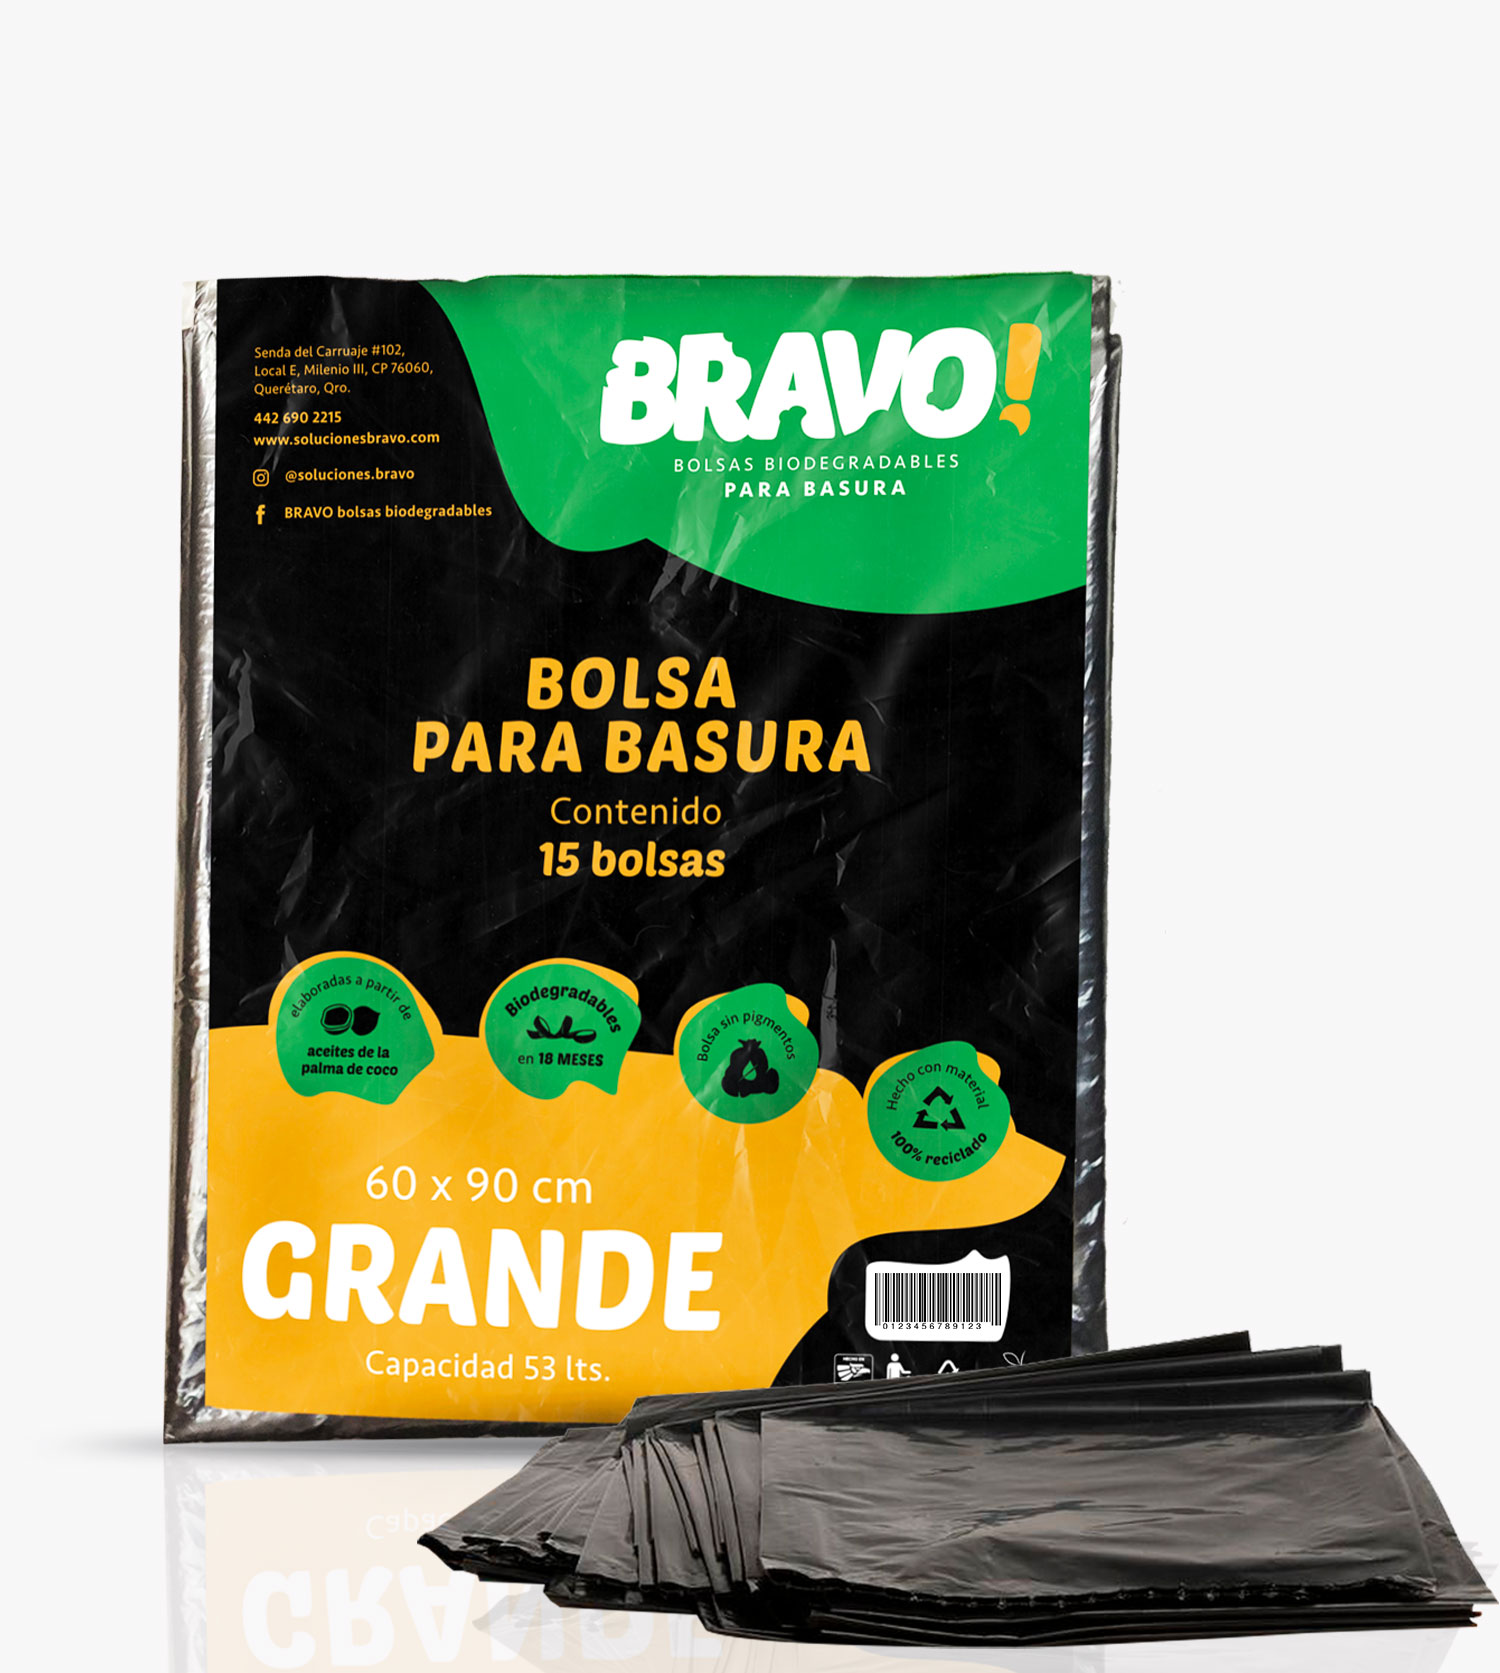 Senda del Carruaje #102,
Local E, Milenio III, CP 76060,
Querétaro, Qro.
442 690 2215
www.solucionesbravo.com
@soluciones.bravo
BRAVO bolsas biodegradables
BRAVO!
BOLSAS BIODEGRADABLES
PARA BASURA
BOLSA
PARA BASURA
Contenido
15 bolsas
elaboradas a partir de
aceites de la
palma de coco
Biodegradables
en 18 MESES
Bolsa sin pigmentos
Hecho con material
100% reciclado
60 x 90 cm
GRANDE
Capacidad 53 lts.
0123456789123
HECHO EN